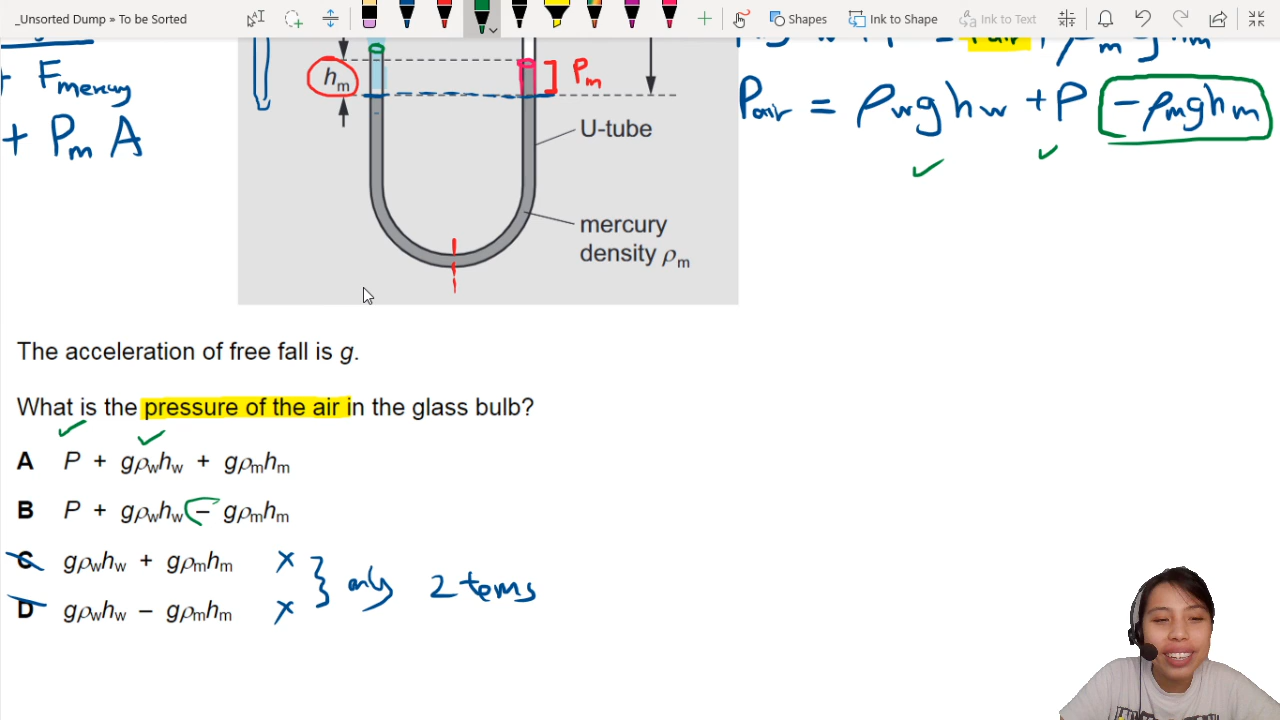 _Unsorted Dump » To be Sorted
Shapes
Ink to Shape
Ink to Text
+ Fmercury
+ Pm A
hm
Pm
Pair = ρwghw + P − ρmghm
U-tube
mercury
density ρm
The acceleration of free fall is g.
What is the pressure of the air in the glass bulb?
A P + gρwhw + gρmhm
B P + gρwhw − gρmhm
C gρwhw + gρmhm
D gρwhw − gρmhm
only 2 terms